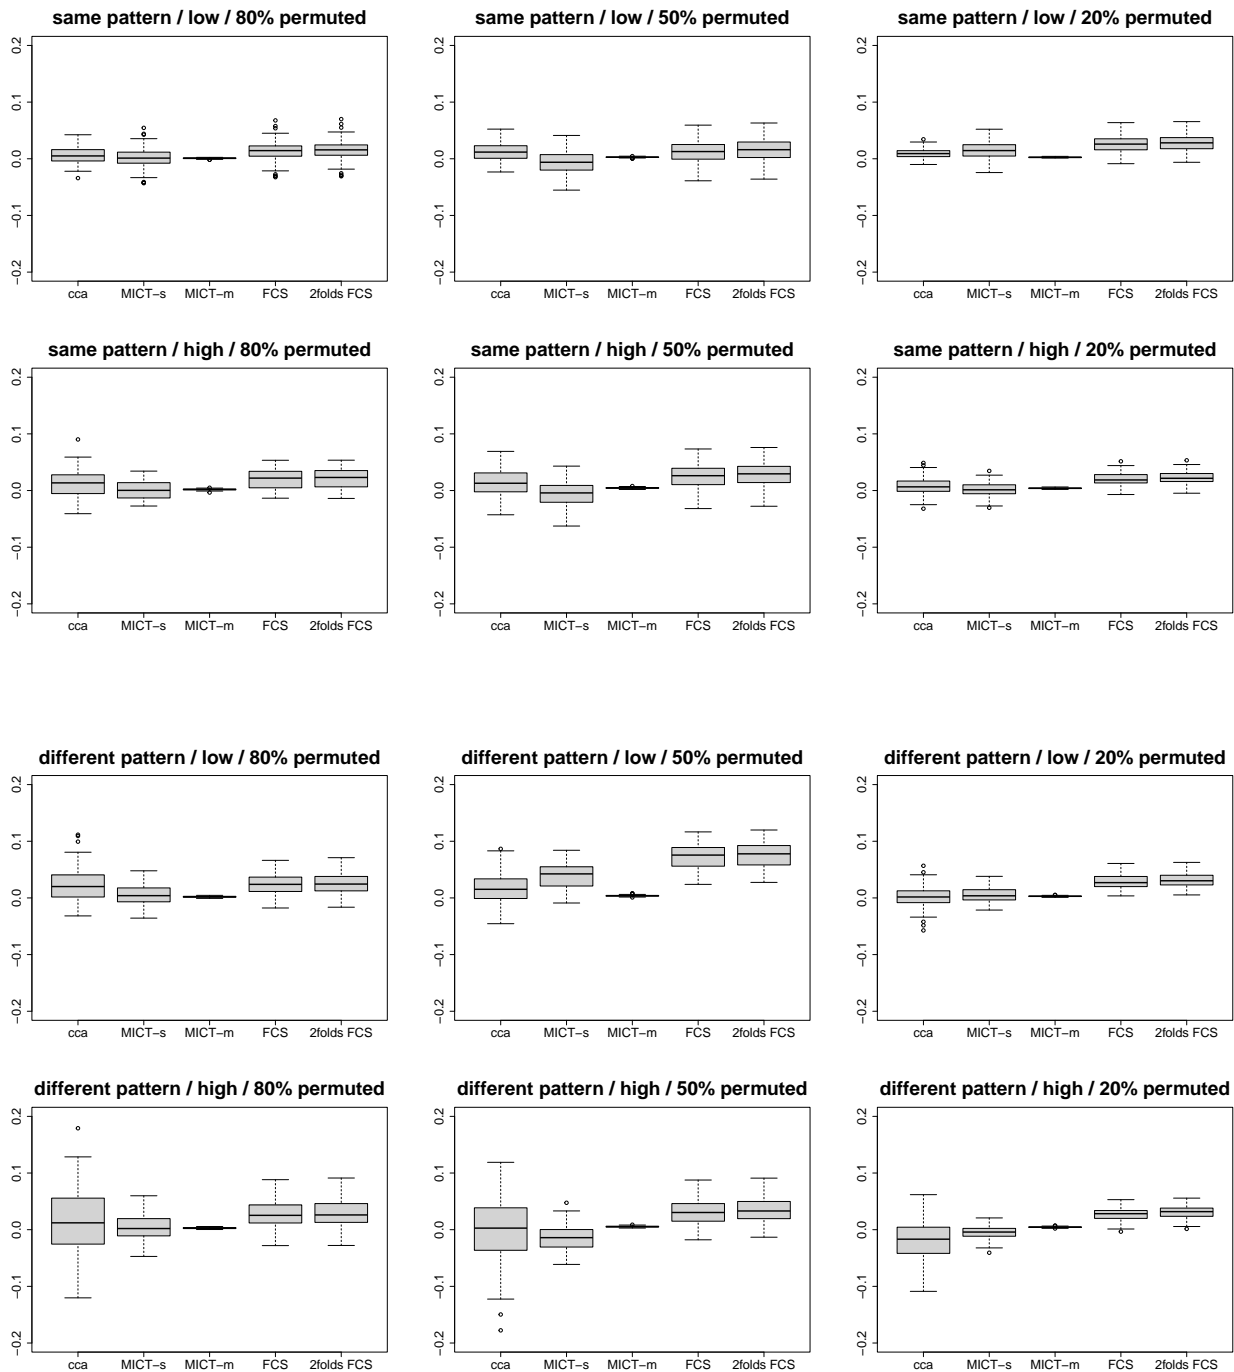 same pattern / low / 80% permuted
0.2
0.1
0.0
−0.1
−0.2
cca MICT−s MICT−m FCS 2folds FCS
same pattern / low / 50% permuted
0.2
0.1
0.0
−0.1
−0.2
cca MICT−s MICT−m FCS 2folds FCS
same pattern / low / 20% permuted
0.2
0.1
0.0
−0.1
−0.2
cca MICT−s MICT−m FCS 2folds FCS
same pattern / high / 80% permuted
0.2
0.1
0.0
−0.1
−0.2
cca MICT−s MICT−m FCS 2folds FCS
same pattern / high / 50% permuted
0.2
0.1
0.0
−0.1
−0.2
cca MICT−s MICT−m FCS 2folds FCS
same pattern / high / 20% permuted
0.2
0.1
0.0
−0.1
−0.2
cca MICT−s MICT−m FCS 2folds FCS
different pattern / low / 80% permuted
0.2
0.1
0.0
−0.1
−0.2
cca MICT−s MICT−m FCS 2folds FCS
different pattern / low / 50% permuted
0.2
0.1
0.0
−0.1
−0.2
cca MICT−s MICT−m FCS 2folds FCS
different pattern / low / 20% permuted
0.2
0.1
0.0
−0.1
−0.2
cca MICT−s MICT−m FCS 2folds FCS
different pattern / high / 80% permuted
0.2
0.1
0.0
−0.1
−0.2
cca MICT−s MICT−m FCS 2folds FCS
different pattern / high / 50% permuted
0.2
0.1
0.0
−0.1
−0.2
cca MICT−s MICT−m FCS 2folds FCS
different pattern / high / 20% permuted
0.2
0.1
0.0
−0.1
−0.2
cca MICT−s MICT−m FCS 2folds FCS